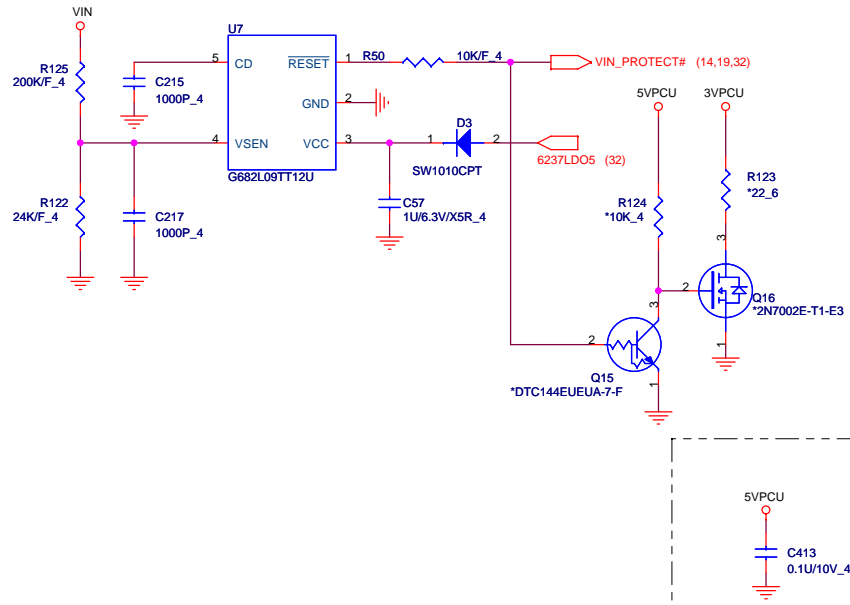 VIN
U7
R125
200K/F_4
5
CD
RESET
1
R50
10K/F_4
VIN_PROTECT# (14,19,32)
C215
1000P_4
GND
2
5VPCU
3VPCU
4
VSEN
VCC
3
D3
1
2
SW1010CPT
6237LDO5 (32)
G682L09TT12U
R122
24K/F_4
C217
1000P_4
C57
1U/6.3V/X5R_4
R124
*10K_4
R123
*22_6
3
2
Q16
*2N7002E-T1-E3
3
1
2
Q15
*DTC144EUEUA-7-F
1
5VPCU
C413
0.1U/10V_4